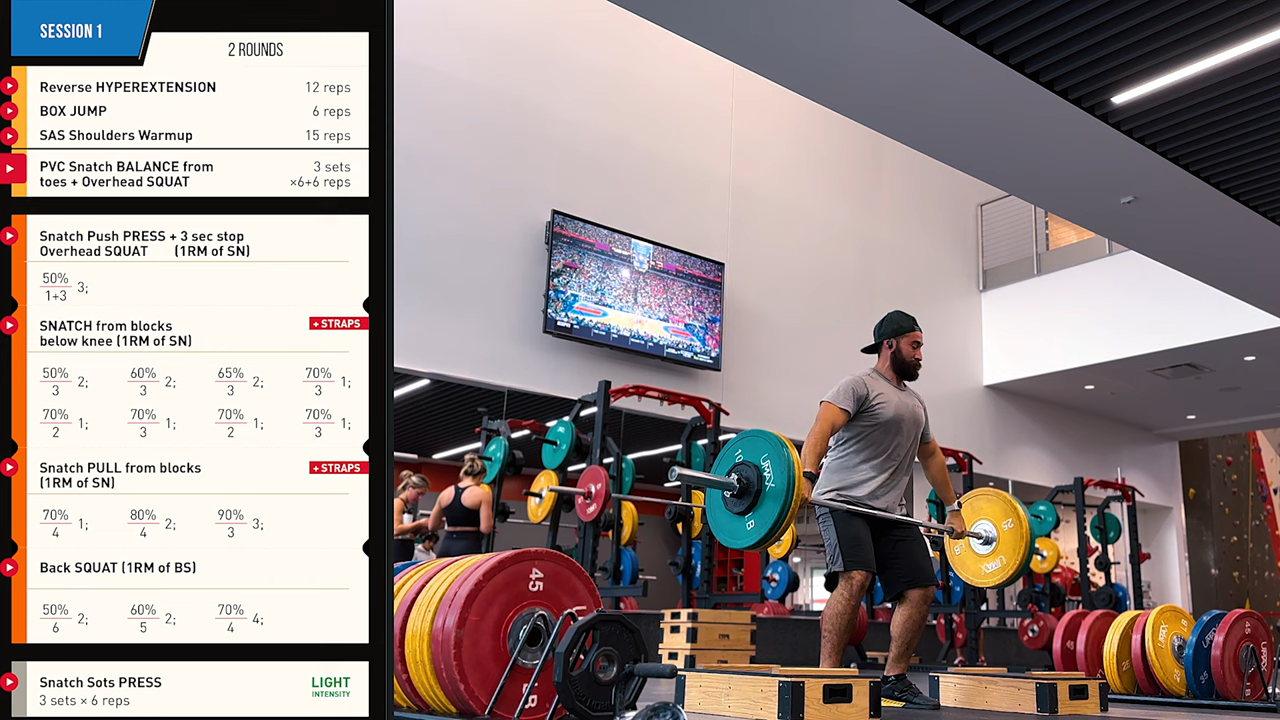 SESSION 1
2 ROUNDS
Reverse HYPEREXTENSION 12 reps
BOX JUMP 6 reps
SAS Shoulders Warmup 15 reps
PVC Snatch BALANCE from 3 sets
toes + Overhead SQUAT ×6+6 reps
Snatch Push PRESS + 3 sec stop
Overhead SQUAT (1RM of SN)
50%
1+3 3;
SNATCH from blocks + STRAPS
below knee (1RM of SN)
50% 60% 65% 70%
3 2; 3 2; 3 2; 3 1;
70% 70% 70% 70%
2 1; 3 1; 2 1; 3 1;
Snatch PULL from blocks + STRAPS
(1RM of SN)
70% 80% 90%
4 1; 4 2; 3 3;
Back SQUAT (1RM of BS)
50% 60% 70%
6 2; 5 2; 4 4;
Snatch Sots PRESS LIGHT
3 sets × 6 reps INTENSITY
10
UMAX
LB
25
UMAX
LB
45